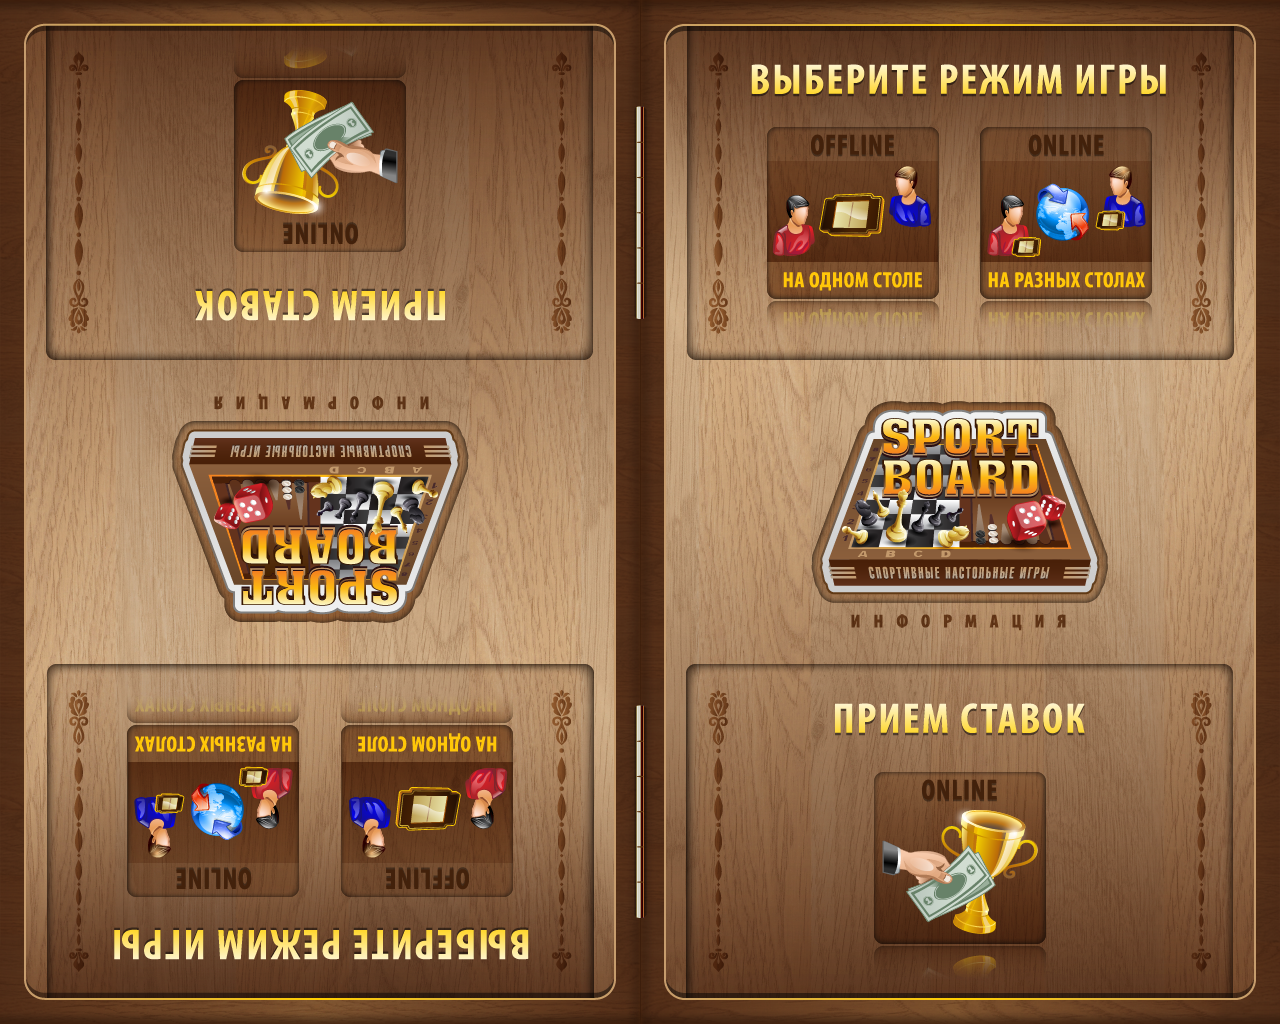 ВЫБЕРИТЕ РЕЖИМ ИГРЫ
OFFLINE
НА ОДНОМ СТОЛЕ
ONLINE
НА РАЗНЫХ СТОЛАХ
SPORT
BOARD
A B C D
СПОРТИВНЫЕ НАСТОЛЬНЫЕ ИГРЫ
ИНФОРМАЦИЯ
ПРИЕМ СТАВОК
ONLINE
ВЫБЕРИТЕ РЕЖИМ ИГРЫ
OFFLINE
НА ОДНОМ СТОЛЕ
ONLINE
НА РАЗНЫХ СТОЛАХ
SPORT
BOARD
A B C D
СПОРТИВНЫЕ НАСТОЛЬНЫЕ ИГРЫ
ИНФОРМАЦИЯ
ПРИЕМ СТАВОК
ONLINE